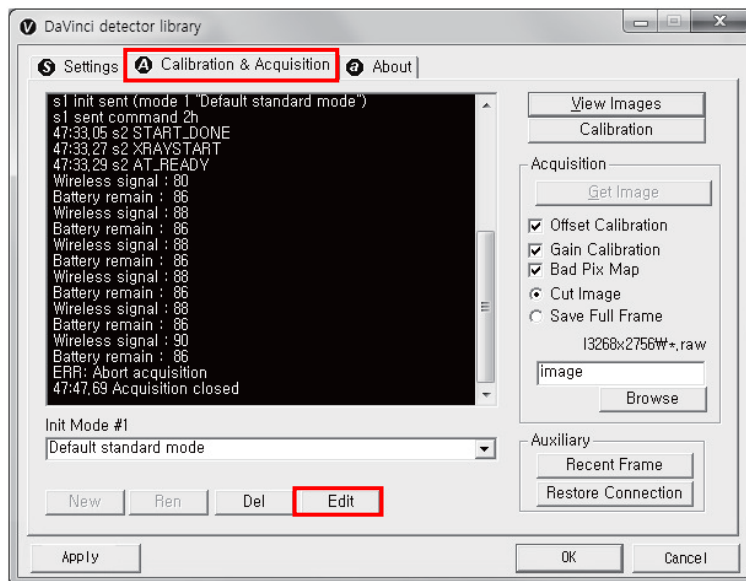 DaVinci detector library
Settings
Calibration & Acquisition
About
s1 init sent (mode 1 "Default standard mode")
s1 sent command 2h
47:33,05 s2 START_DONE
47:33,27 s2 XRAYSTART
47:33,29 s2 AT_READY
Wireless signal : 80
Battery remain : 86
Wireless signal : 88
Battery remain : 86
Wireless signal : 88
Battery remain : 86
Wireless signal : 88
Battery remain : 86
Wireless signal : 88
Battery remain : 86
Wireless signal : 90
Battery remain : 86
ERR: Abort acquisition
47:47,69 Acquisition closed
Init Mode #1
Default standard mode
New
Ren
Del
Edit
View Images
Calibration
Acquisition
Get Image
Offset Calibration
Gain Calibration
Bad Pix Map
Cut Image
Save Full Frame
I3268x2756₩*,raw
image
Browse
Auxiliary
Recent Frame
Restore Connection
Apply
OK
Cancel